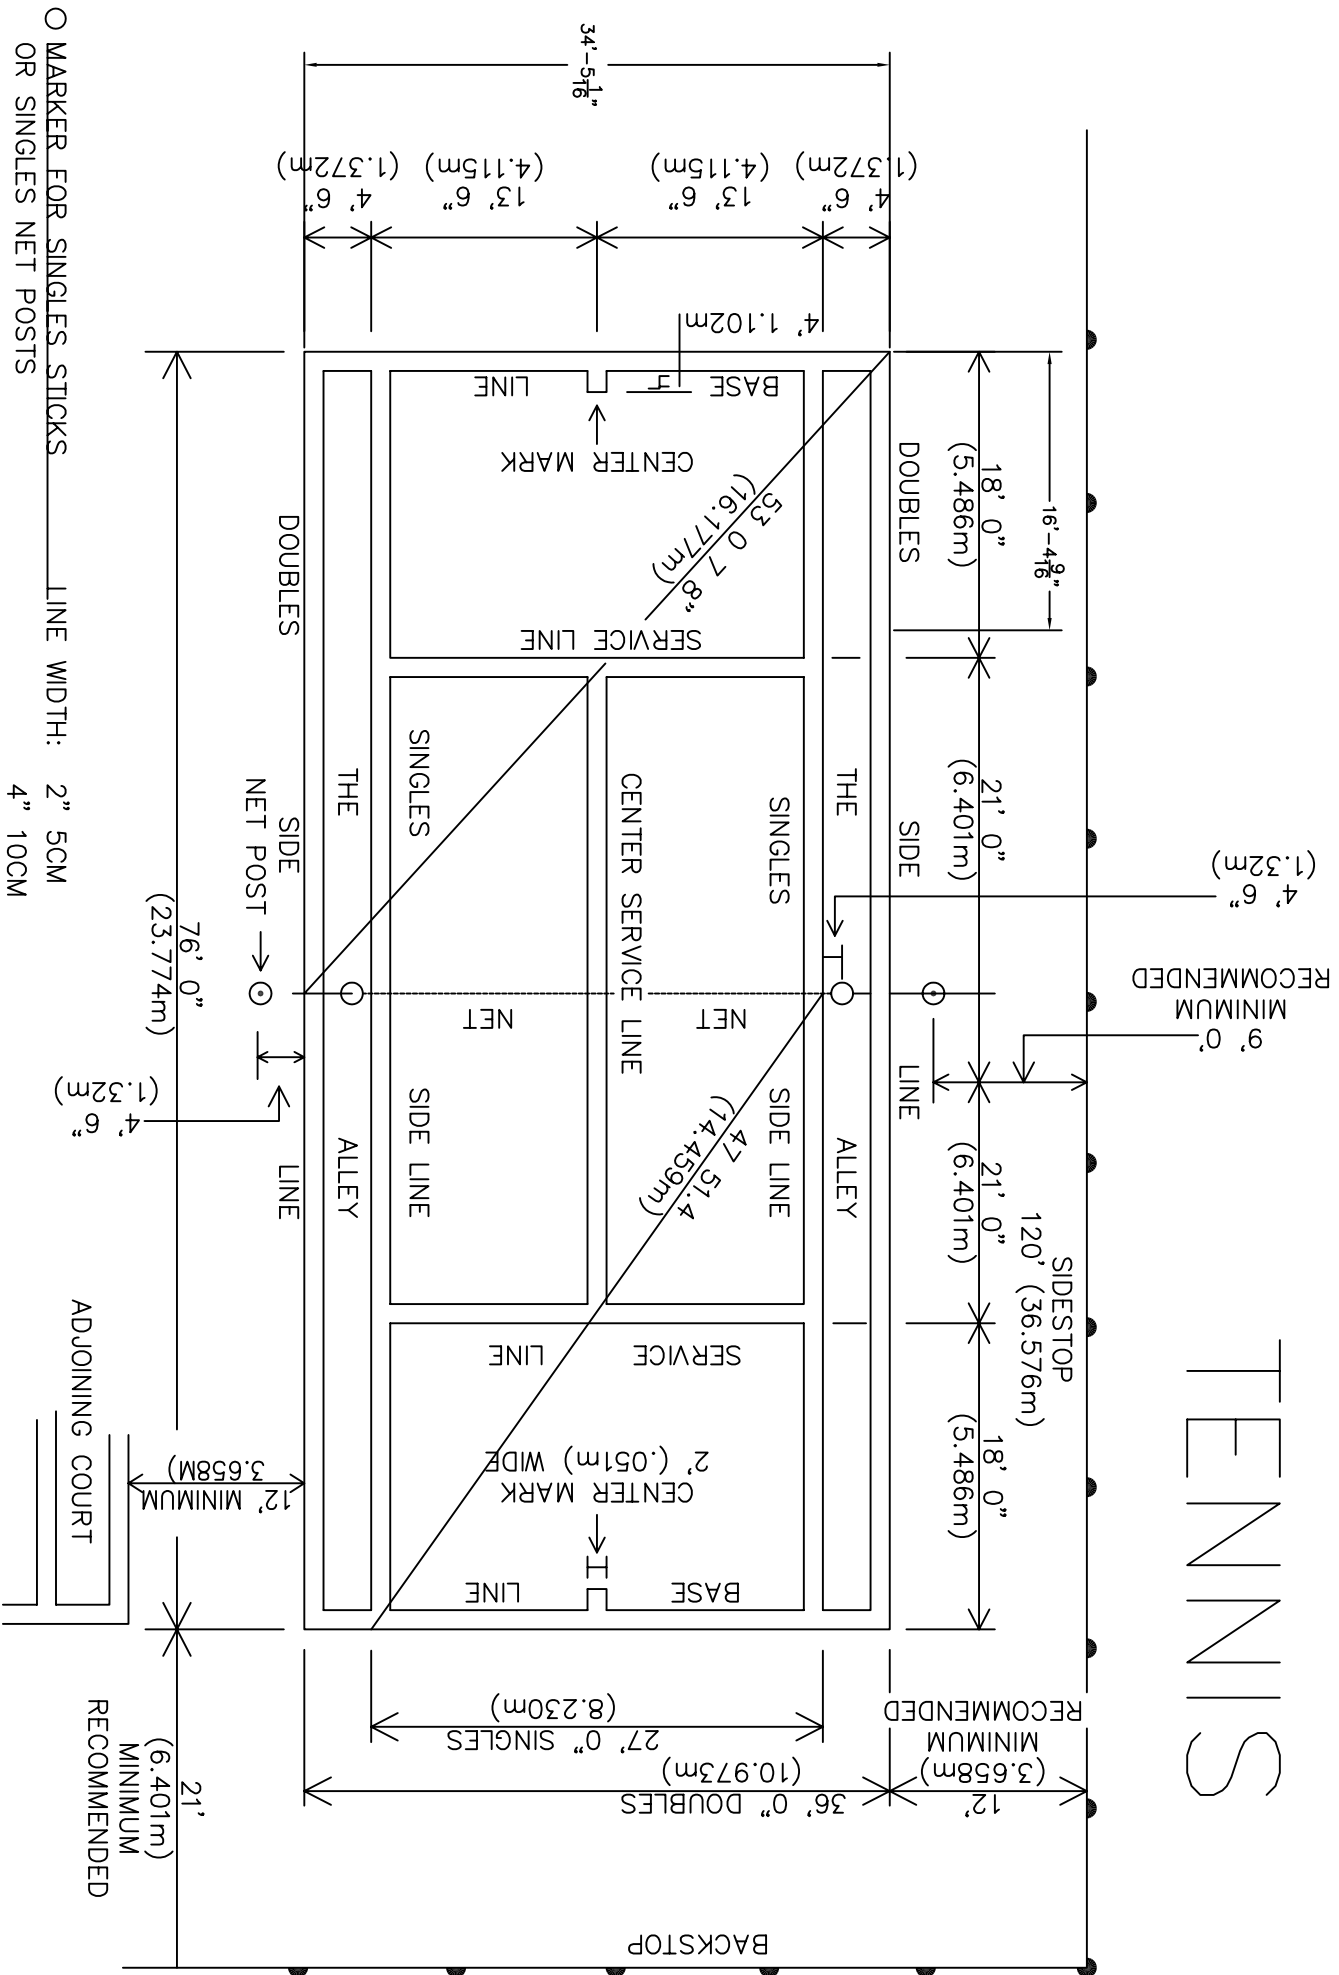 TENNIS
9' 0'
MINIMUM
RECOMMENDED
4' 6"
(1.32m)
SIDESTOP
120' (36.576m)
16'-4 9/16"
18' 0"
(5.486m)
21' 0"
(6.401m)
21' 0"
(6.401m)
18' 0"
(5.486m)
12'
(3.658m)
MINIMUM
RECOMMENDED
BACKSTOP
DOUBLES
SIDE
LINE
THE
ALLEY
SINGLES
SIDE LINE
34'-5 1/16"
4' 6"
(1.372m)
13' 6"
(4.115m)
13' 6"
(4.115m)
4' 6"
(1.372m)
4' 1.102m
BASE
LINE
CENTER MARK
53 0 7 8"
(16.177m)
SERVICE LINE
CENTER SERVICE LINE
NET
NET
47 51.4
(14.459m)
SERVICE
LINE
CENTER MARK
2' (.051m) WIDE
BASE
LINE
27' 0" SINGLES
(8.230m)
36' 0" DOUBLES
(10.973m)
SINGLES
SIDE LINE
THE
ALLEY
DOUBLES
SIDE
LINE
NET POST
4' 6"
(1.32m)
76' 0"
(23.774m)
12' MINIMUM
3.658M)
ADJOINING COURT
21'
(6.401m)
MINIMUM
RECOMMENDED
MARKER FOR SINGLES STICKS
OR SINGLES NET POSTS
LINE WIDTH: 2" 5CM
4" 10CM